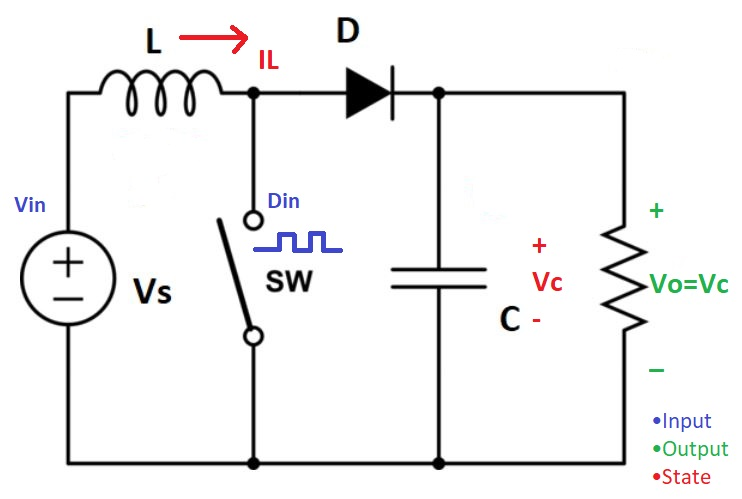 L
IL
D
Vin
Din
+
Vs
SW
+
Vc
-
C
+
Vo=Vc
–
•Input
•Output
•State